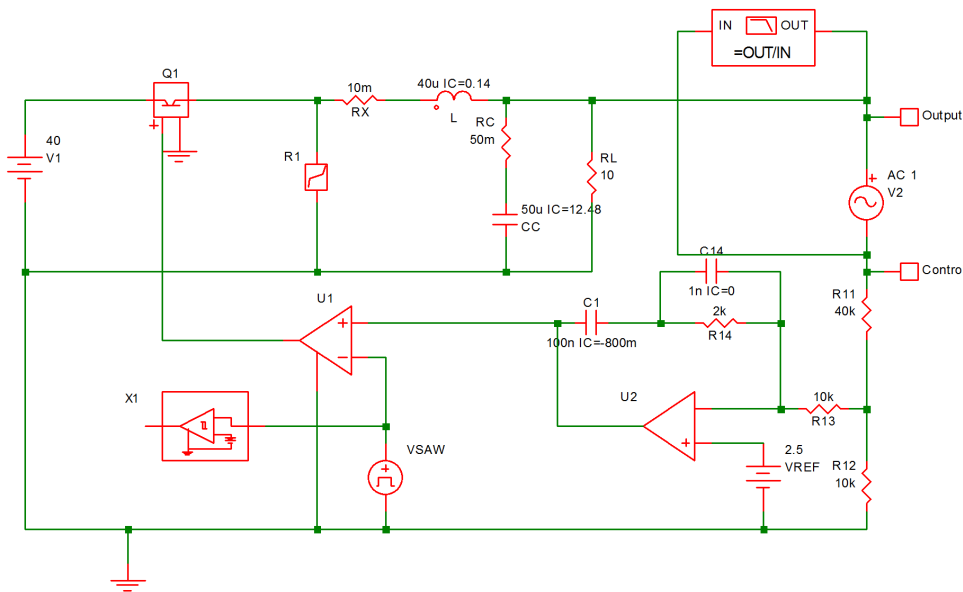 IN
OUT
=OUT/IN
Q1
10m
RX
40u IC=0.14
L
RC
50m
Output
40
V1
R1
RL
10
AC 1
V2
50u IC=12.48
CC
C14
1n IC=0
Contro
U1
C1
2k
R14
R11
40k
100n IC=-800m
X1
U2
10k
R13
VSAW
2.5
VREF
R12
10k